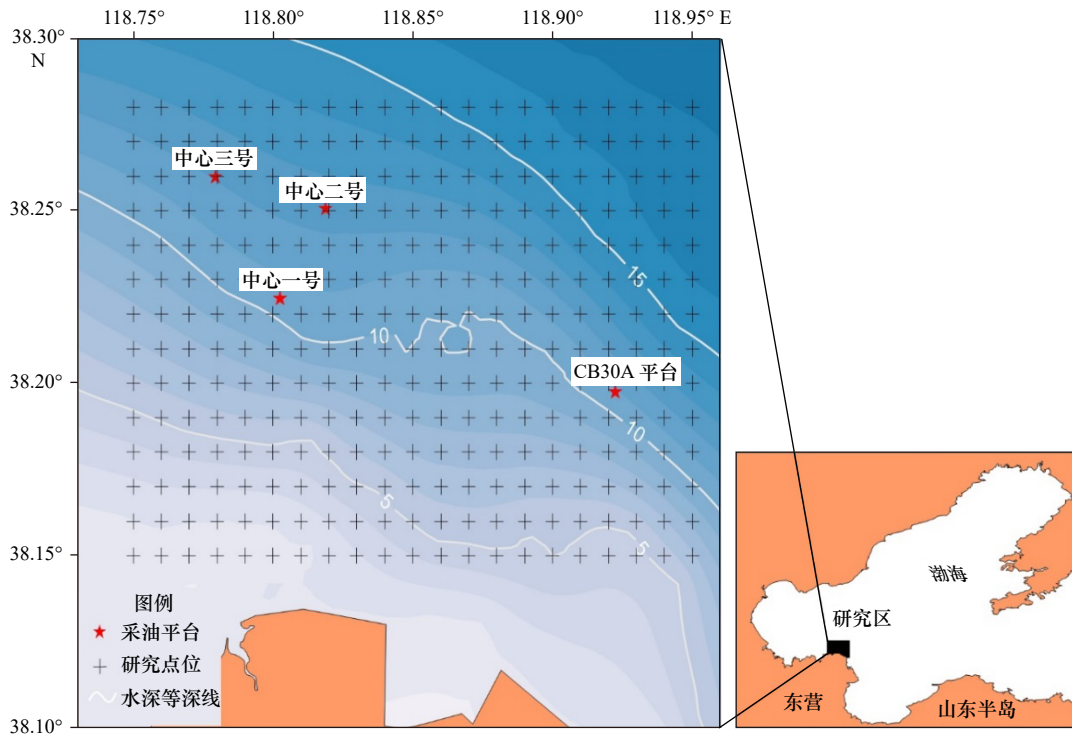 118.75° 118.80° 118.85° 118.90° 118.95° E
38.30°
N
中心三号
中心二号
38.25°
15
中心一号
10
CB30A 平台
38.20°
10
5
5
38.15°
图例
采油平台
研究点位
水深等深线
38.10°
渤海
研究区
东营
山东半岛